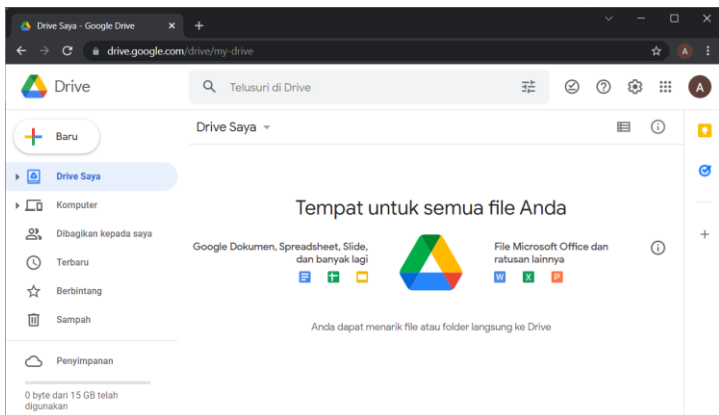 Drive Saya - Google Drive
drive.google.com/drive/my-drive
A
Drive
Telusuri di Drive
A
Baru
Drive Saya
Drive Saya
Komputer
Dibagikan kepada saya
Terbaru
Berbintang
Sampah
Penyimpanan
0 byte dari 15 GB telah
digunakan
Tempat untuk semua file Anda
Google Dokumen, Spreadsheet, Slide,
dan banyak lagi
File Microsoft Office dan
ratusan lainnya
W X P
Anda dapat menarik file atau folder langsung ke Drive